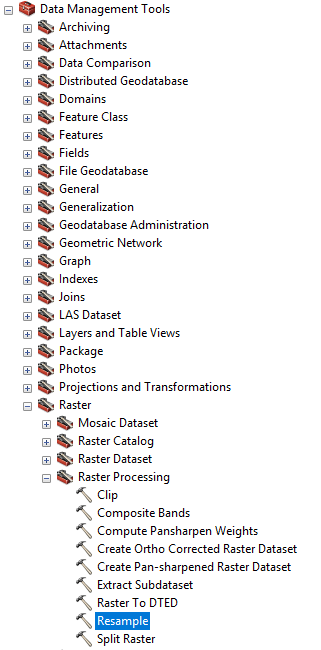 Data Management Tools
Archiving
Attachments
Data Comparison
Distributed Geodatabase
Domains
Feature Class
Features
Fields
File Geodatabase
General
Generalization
Geodatabase Administration
Geometric Network
Graph
Indexes
Joins
LAS Dataset
Layers and Table Views
Package
Photos
Projections and Transformations
Raster
Mosaic Dataset
Raster Catalog
Raster Dataset
Raster Processing
Clip
Composite Bands
Compute Pansharpen Weights
Create Ortho Corrected Raster Dataset
Create Pan-sharpened Raster Dataset
Extract Subdataset
Raster To DTED
Resample
Split Raster